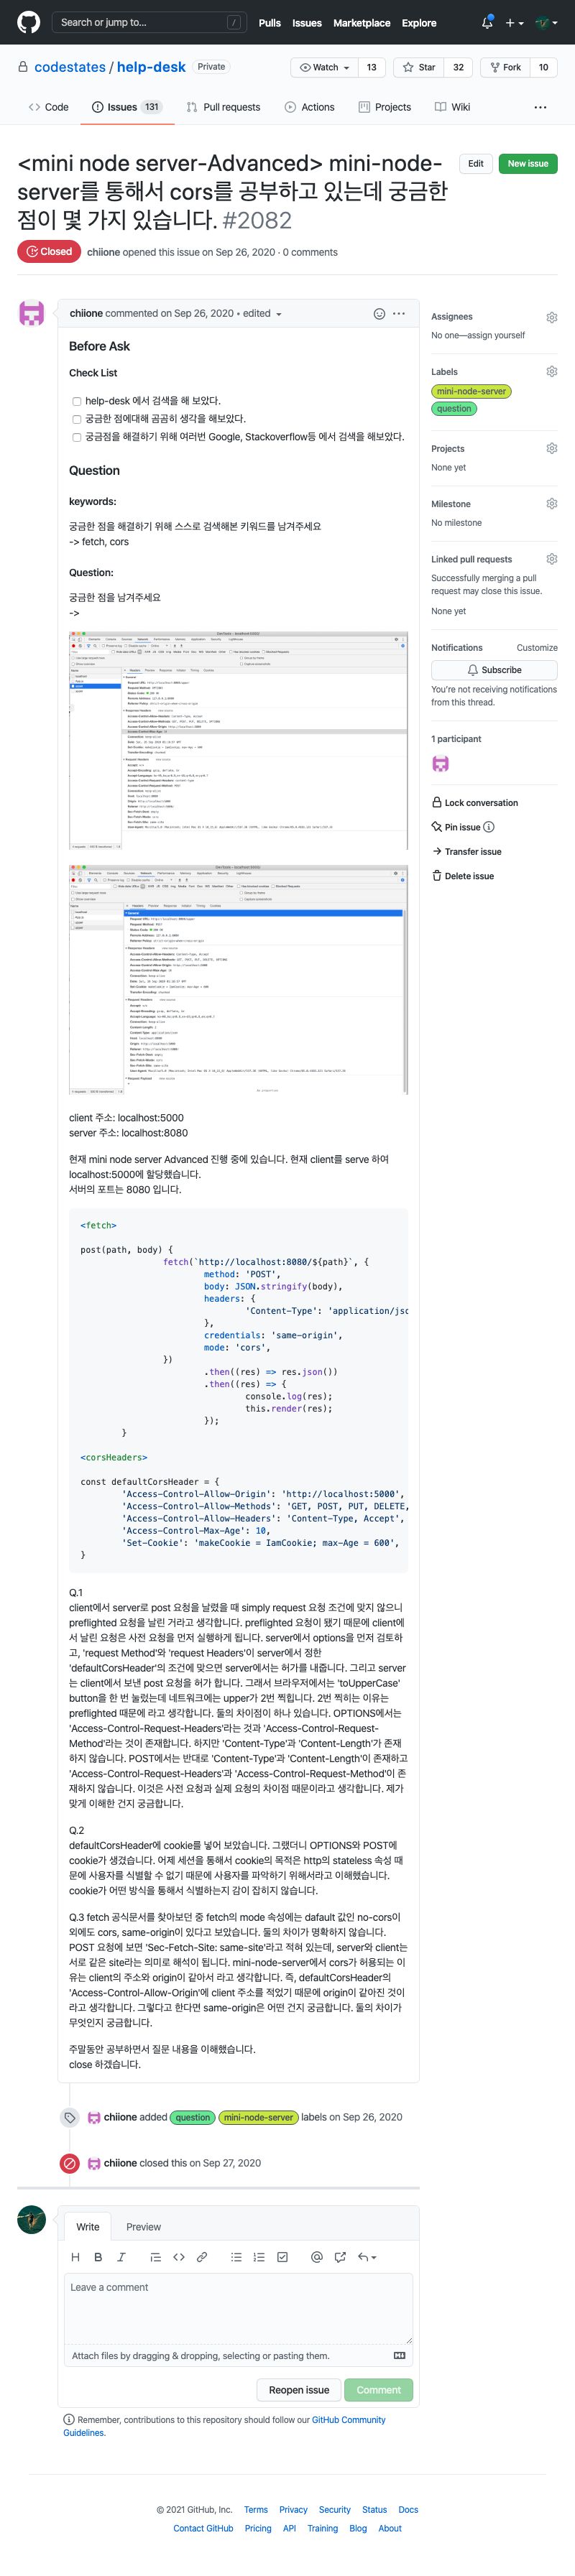 Search or jump to... /
Pulls Issues Marketplace Explore
codestates / help-desk Private
Watch 13 Star 32 Fork 10
Code Issues 131 Pull requests Actions Projects Wiki ...
<mini node server-Advanced> mini-node-
server를 통해서 cors를 공부하고 있는데 궁금한
점이 몇 가지 있습니다. #2082
Edit New issue
Closed chiione opened this issue on Sep 26, 2020 · 0 comments
chiione commented on Sep 26, 2020 • edited
Before Ask
Check List
help-desk 에서 검색을 해 보았다.
궁금한 점에대해 곰곰히 생각을 해보았다.
궁금점을 해결하기 위해 여러번 Google, Stackoverflow등 에서 검색을 해보았다.
Question
keywords:
궁금한 점을 해결하기 위해 스스로 검색해본 키워드를 남겨주세요
-> fetch, cors
Question:
궁금한 점을 남겨주세요
->
client 주소: localhost:5000
server 주소: localhost:8080
현재 mini node server Advanced 진행 중에 있습니다. 현재 client를 serve 하여
localhost:5000에 할당했습니다.
서버의 포트는 8080 입니다.
<fetch>
post(path, body) {
fetch(`http://localhost:8080/${path}`, {
method: 'POST',
body: JSON.stringify(body),
headers: {
'Content-Type': 'application/jsc
},
credentials: 'same-origin',
mode: 'cors',
})
.then((res) => res.json())
.then((res) => {
console.log(res);
this.render(res);
});
}
<corsHeaders>
const defaultCorsHeader = {
'Access-Control-Allow-Origin': 'http://localhost:5000',
'Access-Control-Allow-Methods': 'GET, POST, PUT, DELETE,
'Access-Control-Allow-Headers': 'Content-Type, Accept',
'Access-Control-Max-Age': 10,
'Set-Cookie': 'makeCookie = IamCookie; max-Age = 600',
}
Q.1
client에서 server로 post 요청을 날렸을 때 simply request 요청 조건에 맞지 않으니
preflighted 요청을 날린 거라고 생각합니다. preflighted 요청이 됐기 때문에 client에
서 날린 요청은 사전 요청을 먼저 실행하게 됩니다. server에서 options을 먼저 검토하
고, 'request Method'와 'request Headers'이 server에서 정한
'defaultCorsHeader'의 조건에 맞으면 server에서는 허가를 내줍니다. 그리고 server
는 client에서 보낸 post 요청을 허가 합니다. 그래서 브라우저에서는 'toUpperCase'
button을 한 번 눌렀는데 네트워크에는 upper가 2번 찍힙니다. 2번 찍히는 이유는
preflighted 때문에 라고 생각합니다. 둘의 차이점이 하나 있습니다. OPTIONS에서는
'Access-Control-Request-Headers'라는 것과 'Access-Control-Request-
Method'라는 것이 존재합니다. 하지만 'Content-Type'과 'Content-Length'가 존재
하지 않습니다. POST에서는 반대로 'Content-Type'과 'Content-Length'이 존재하고
'Access-Control-Request-Headers'과 'Access-Control-Request-Method'이 존
재하지 않습니다. 이것은 사전 요청과 실제 요청의 차이점 때문이라고 생각합니다. 제가
맞게 이해한 건지 궁금합니다.
Q.2
defaultCorsHeader에 cookie를 넣어 보았습니다. 그랬더니 OPTIONS와 POST에
cookie가 생겼습니다. 어제 세션을 통해서 cookie의 목적은 http의 stateless 속성 때
문에 사용자를 식별할 수 없기 때문에 사용자를 파악하기 위해서라고 이해했습니다.
cookie가 어떤 방식을 통해서 식별하는지 감이 잡히지 않습니다.
Q.3 fetch 공식문서를 찾아보던 중 fetch의 mode 속성에는 dafault 값인 no-cors이
외에도 cors, same-origin이 있다고 보았습니다. 둘의 차이가 명확하지 않습니다.
POST 요청에 보면 'Sec-Fetch-Site: same-site'라고 적혀 있는데, server와 client는
서로 같은 site라는 의미로 해석이 됩니다. mini-node-server에서 cors가 허용되는 이
유는 client의 주소와 origin이 같아서 라고 생각합니다. 즉, defaultCorsHeader의
'Access-Control-Allow-Origin'에 client 주소를 적었기 때문에 origin이 같아진 것이
라고 생각합니다. 그렇다고 한다면 same-origin은 어떤 건지 궁금합니다. 둘의 차이가
무엇인지 궁금합니다.
주말동안 공부하면서 질문 내용을 이해했습니다.
close 하겠습니다.
chiione added question mini-node-server labels on Sep 26, 2020
chiione closed this on Sep 27, 2020
Assignees
No one—assign yourself
Labels
mini-node-server
question
Projects
None yet
Milestone
No milestone
Linked pull requests
Successfully merging a pull
request may close this issue.
None yet
Notifications Customize
Subscribe
You're not receiving notifications
from this thread.
1 participant
Lock conversation
Pin issue
Transfer issue
Delete issue
Write Preview
Leave a comment
Attach files by dragging & dropping, selecting or pasting them.
Reopen issue Comment
Remember, contributions to this repository should follow our GitHub Community
Guidelines.
© 2021 GitHub, Inc. Terms Privacy Security Status Docs
Contact GitHub Pricing API Training Blog About